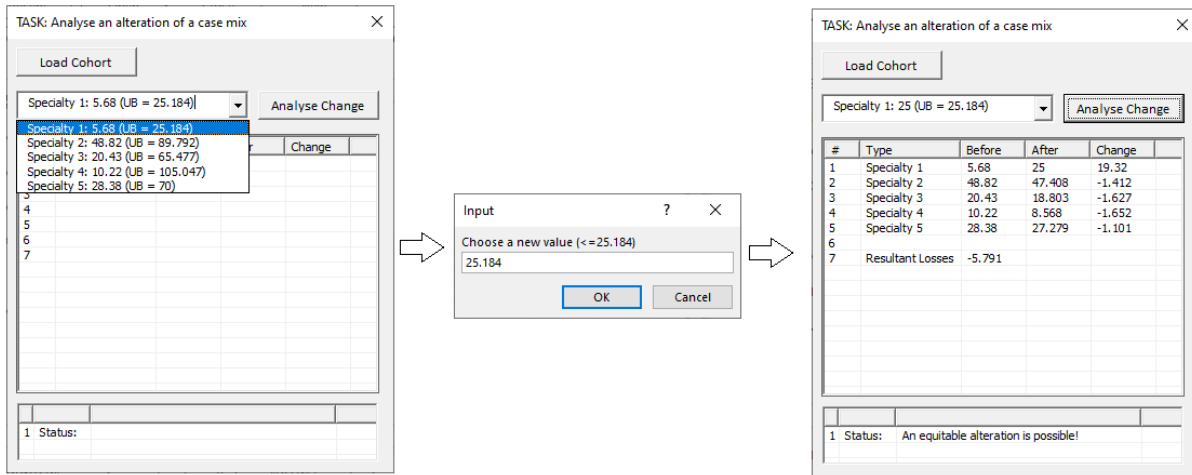 TASK: Analyse an alteration of a case mix
Load Cohort
Specialty 1: 5.68 (UB = 25.184)
Analyse Change
Specialty 1: 5.68 (UB = 25.184)
Specialty 2: 48.82 (UB = 89.792)
Specialty 3: 20.43 (UB = 65.477)
Specialty 4: 10.22 (UB = 105.047)
Specialty 5: 28.38 (UB = 70)
Change
4
5
6
7
1 Status:
Input ?
Choose a new value (<=25.184)
25.184
OK Cancel
TASK: Analyse an alteration of a case mix
Load Cohort
Specialty 1: 25 (UB = 25.184)
Analyse Change
# Type Before After Change
1 Specialty 1 5.68 25 19.32
2 Specialty 2 48.82 47.408 -1.412
3 Specialty 3 20.43 18.803 -1.627
4 Specialty 4 10.22 8.568 -1.652
5 Specialty 5 28.38 27.279 -1.101
6
7 Resultant Losses -5.791
1 Status: An equitable alteration is possible!